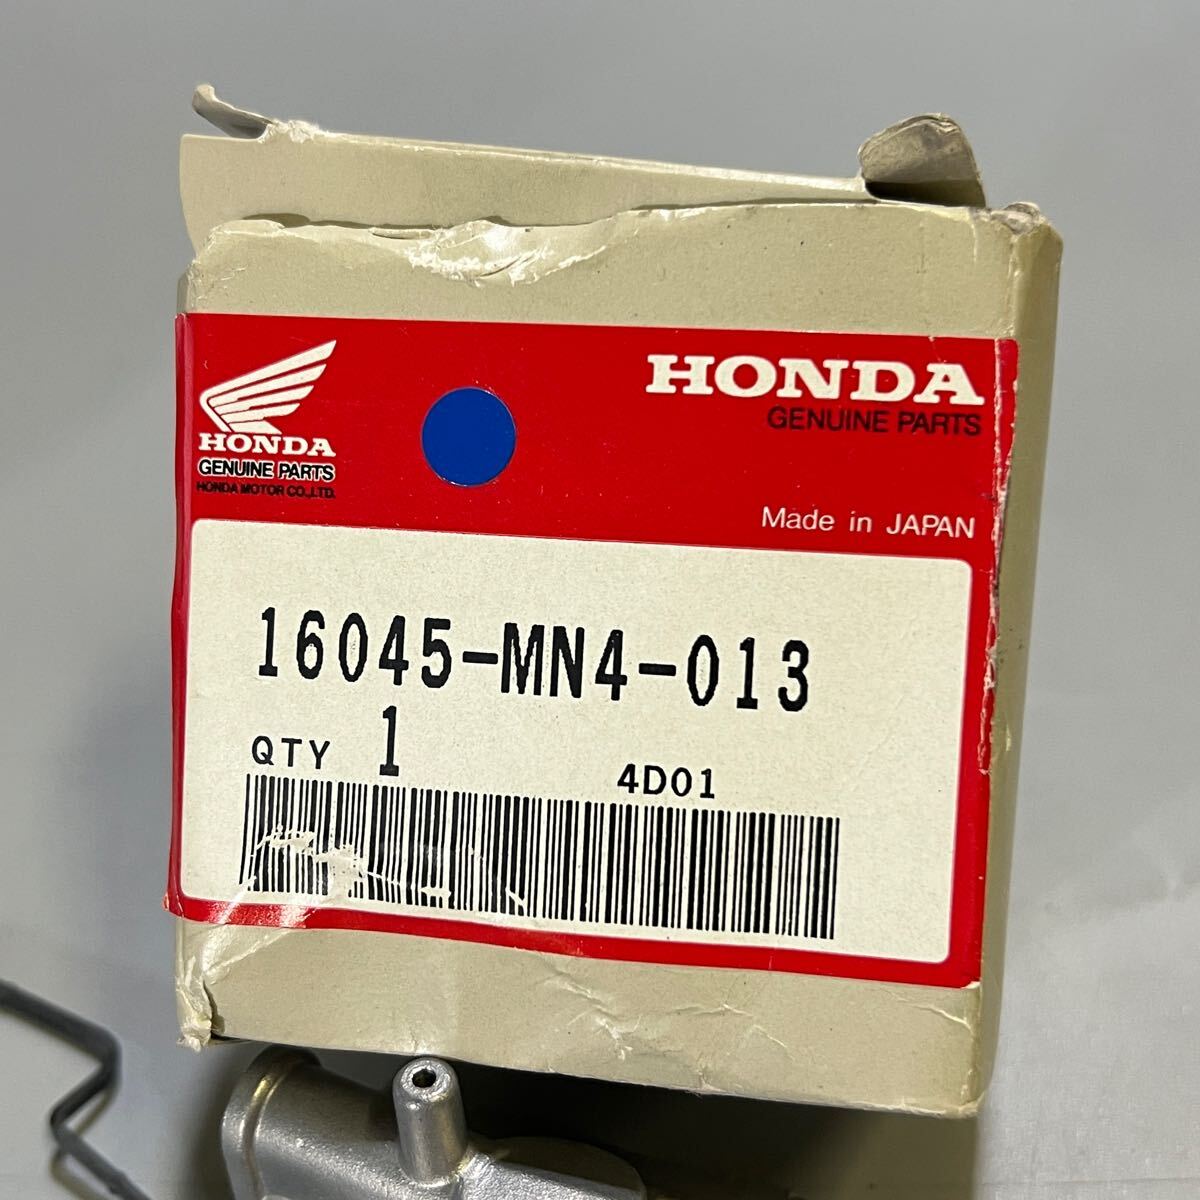 HONDA
GENUINE PARTS
HONDA MOTOR CO.,LTD.
HONDA
GENUINE PARTS
Made in JAPAN
16045-MN4-013
QTY 1 4D01